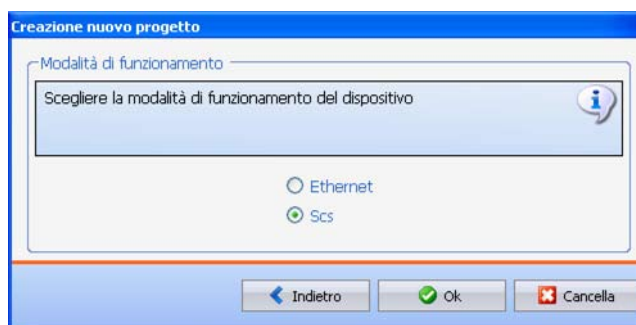 Creazione nuovo progetto
Modalità di funzionamento
Scegliere la modalità di funzionamento del dispositivo
Ethernet
Scs
Indietro
Ok
Cancella